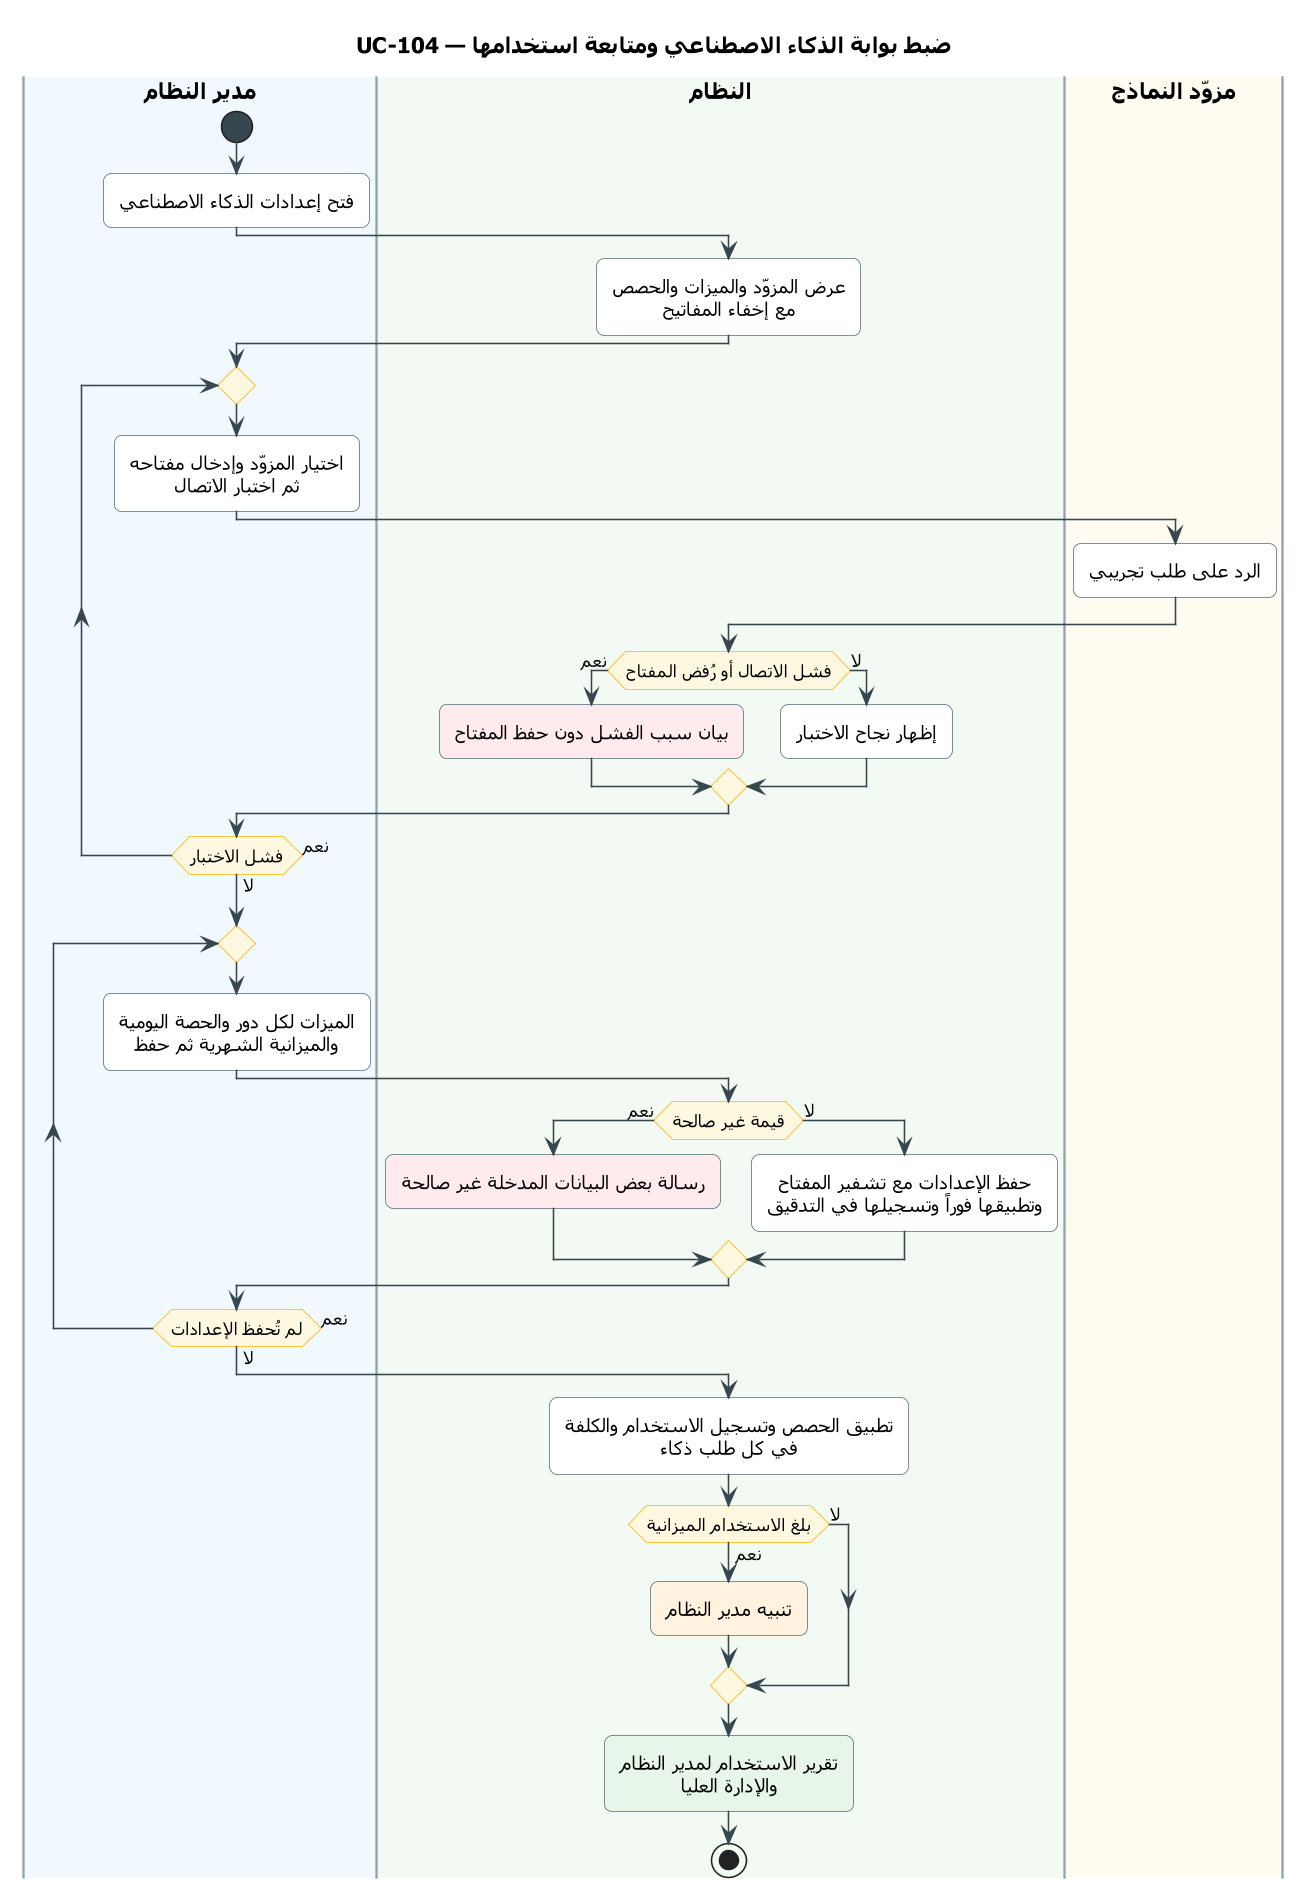 UC-104 — ضبط بوابة الذكاء الاصطناعي ومتابعة استخدامها
مدير النظام
النظام
مزوّد النماذج
فتح إعدادات الذكاء الاصطناعي
عرض المزوّد والميزات والحصص
مع إخفاء المفاتيح
اختيار المزوّد وإدخال مفتاحه
ثم اختبار الاتصال
الرد على طلب تجريبي
فشل الاتصال أو رُفض المفتاح
نعم
لا
بيان سبب الفشل دون حفظ المفتاح
إظهار نجاح الاختبار
فشل الاختبار
نعم
لا
الميزات لكل دور والحصة اليومية
والميزانية الشهرية ثم حفظ
قيمة غير صالحة
نعم
لا
رسالة بعض البيانات المدخلة غير صالحة
حفظ الإعدادات مع تشفير المفتاح
وتطبيقها فوراً وتسجيلها في التدقيق
لم تُحفظ الإعدادات
نعم
لا
تطبيق الحصص وتسجيل الاستخدام والكلفة
في كل طلب ذكاء
بلغ الاستخدام الميزانية
لا
نعم
تنبيه مدير النظام
تقرير الاستخدام لمدير النظام
والإدارة العليا